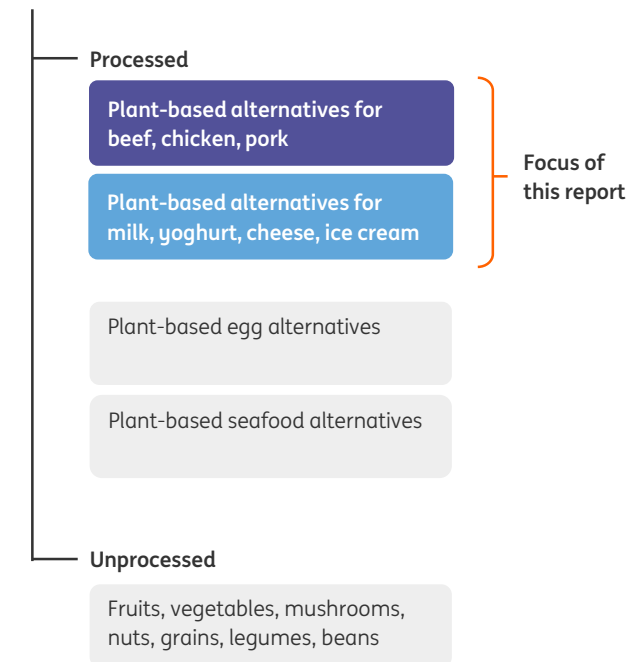 Processed
Plant-based alternatives for
beef, chicken, pork
Plant-based alternatives for
milk, yoghurt, cheese, ice cream
Focus of
this report
Plant-based egg alternatives
Plant-based seafood alternatives
Unprocessed
Fruits, vegetables, mushrooms,
nuts, grains, legumes, beans